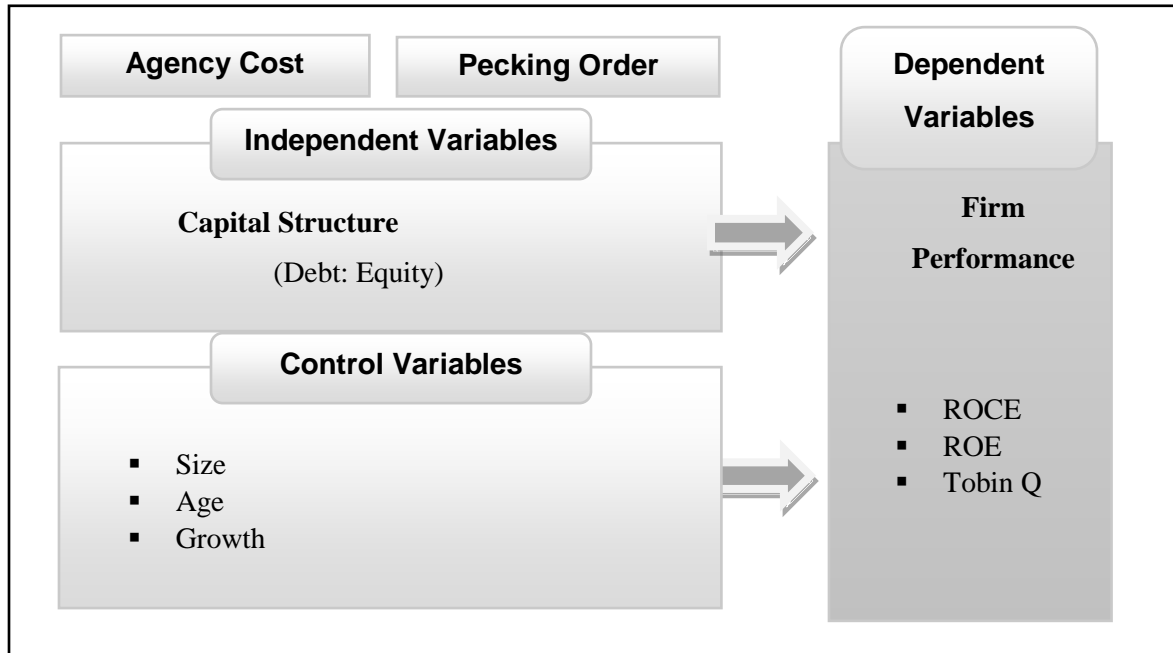 Agency Cost
Pecking Order
Independent Variables
Capital Structure
(Debt: Equity)
Control Variables
▪ Size
▪ Age
▪ Growth
Dependent
Variables
Firm
Performance
▪ ROCE
▪ ROE
▪ Tobin Q